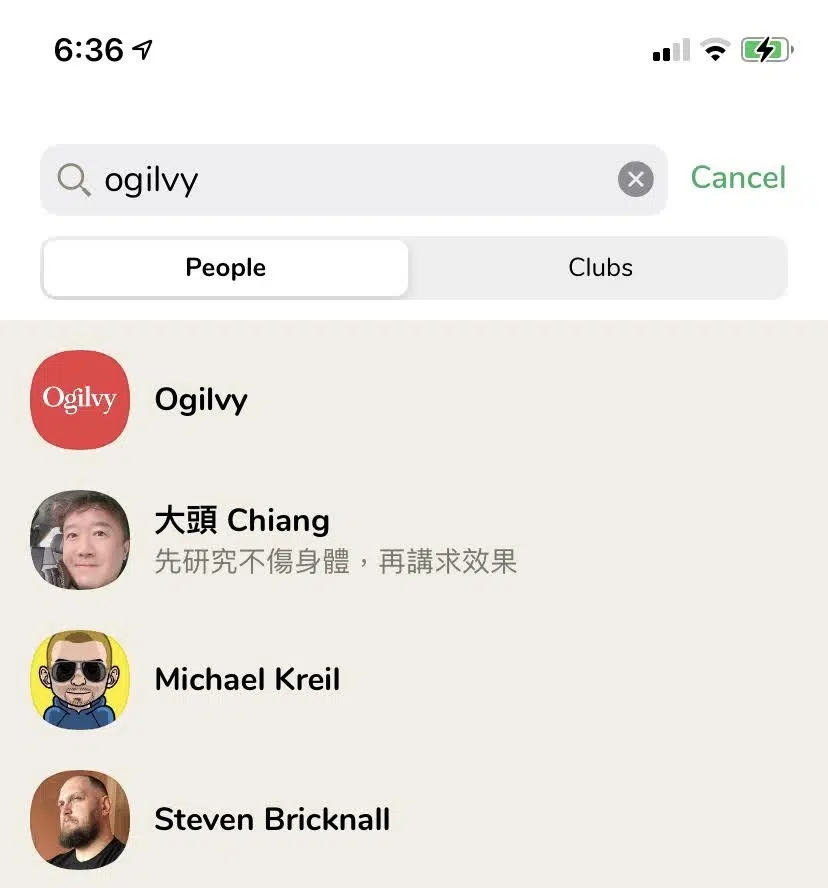 6:36
ogilvy
Cancel
People
Clubs
Ogilvy
Ogilvy
大頭 Chiang
先研究不傷身體，再講求效果
Michael Kreil
Steven Bricknall